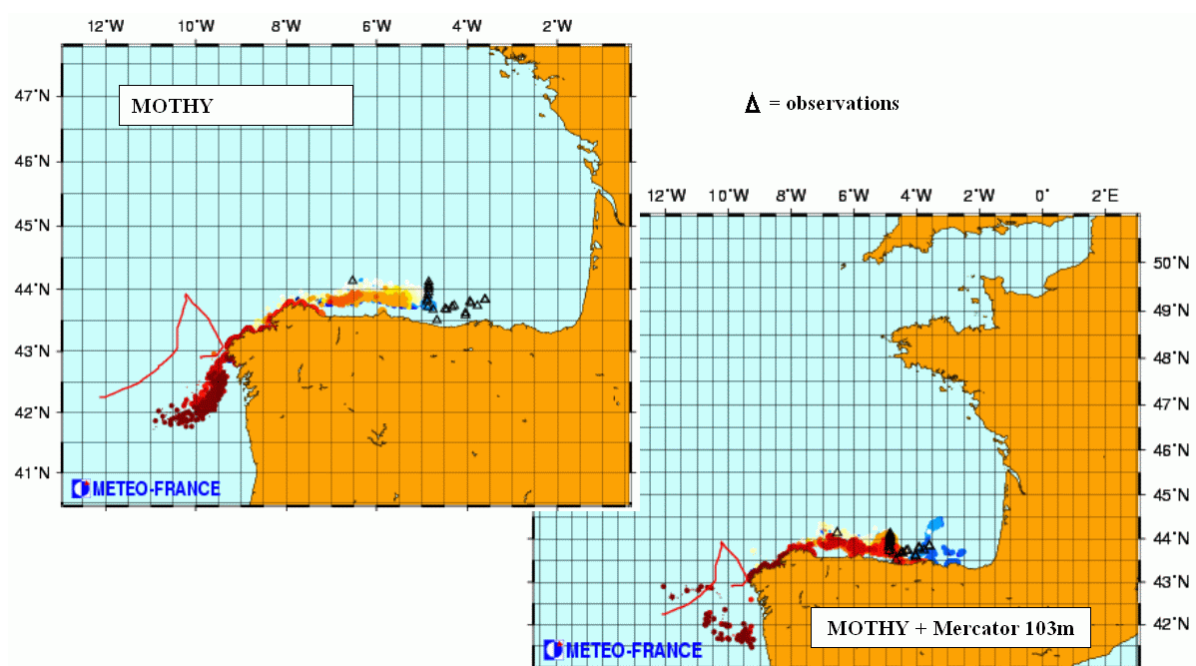 12˚W 10˚W 8˚W 6˚W 4˚W 2˚W
47˚N
46˚N
45˚N
44˚N
43˚N
42˚N
41˚N
MOTHY
METEO-FRANCE
Δ = observations
12˚W 10˚W 8˚W 6˚W 4˚W 2˚W 0˚ 2˚E
50˚N
49˚N
48˚N
47˚N
46˚N
45˚N
44˚N
43˚N
42˚N
MOTHY + Mercator 103m
METEO-FRANCE